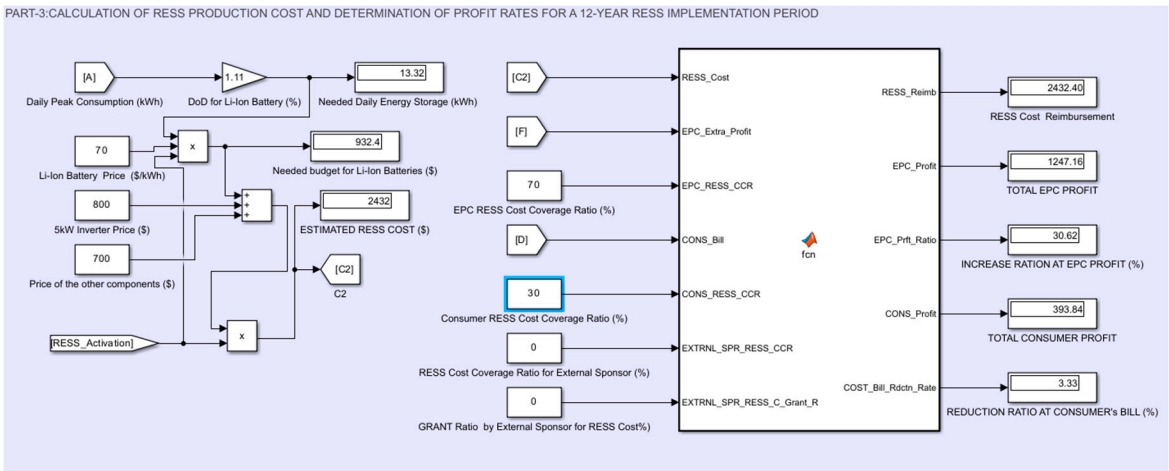 PART-3:CALCULATION OF RESS PRODUCTION COST AND DETERMINATION OF PROFIT RATES FOR A 12-YEAR RESS IMPLEMENTATION PERIOD
[A]
Daily Peak Consumption (kWh)
1.11
DoD for Li-Ion Battery (%)
13.32
Needed Daily Energy Storage (kWh)
70
Li-Ion Battery Price ($/kWh)
x
932.4
Needed budget for Li-Ion Batteries ($)
800
5kW Inverter Price ($)
+
+
+
2432
ESTIMATED RESS COST ($)
700
Price of the other components ($)
[C2]
C2
[RESS_Activation]
x
[C2]
[F]
70
EPC RESS Cost Coverage Ratio (%)
[D]
30
Consumer RESS Cost Coverage Ratio (%)
0
RESS Cost Coverage Ratio for External Sponsor (%)
0
GRANT Ratio by External Sponsor for RESS Cost%)
RESS_Cost
EPC_Extra_Profit
EPC_RESS_CCR
CONS_Bill
CONS_RESS_CCR
EXTRNL_SPR_RESS_CCR
EXTRNL_SPR_RESS_C_Grant_R
fcn
RESS_Reimb
EPC_Profit
EPC_Prft_Ratio
CONS_Profit
COST_Bill_Rdctn_Rate
2432.40
RESS Cost Reimbursement
1247.16
TOTAL EPC PROFIT
30.62
INCREASE RATION AT EPC PROFIT (%)
393.84
TOTAL CONSUMER PROFIT
3.33
REDUCTION RATIO AT CONSUMER's BILL (%)